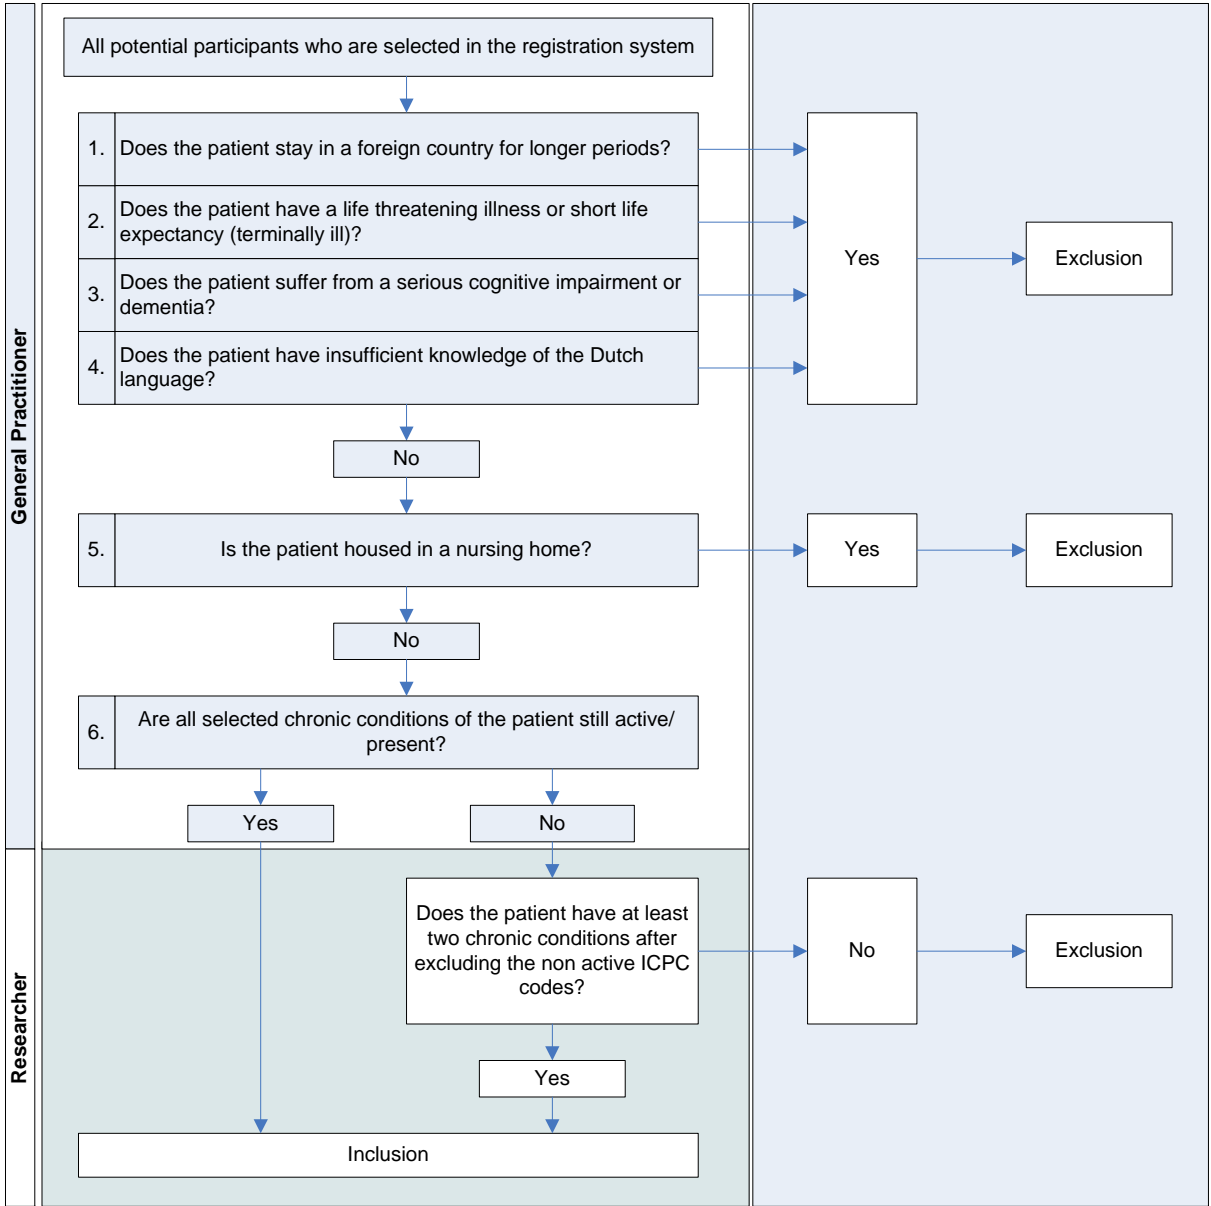 All potential participants who are selected in the registration system
1.
Does the patient stay in a foreign country for longer periods?
2.
Does the patient have a life threatening illness or short life
expectancy (terminally ill)?
3.
Does the patient suffer from a serious cognitive impairment or
dementia?
4.
Does the patient have insufficient knowledge of the Dutch
language?
Yes
Exclusion
General Practitioner
No
5.
Is the patient housed in a nursing home?
Yes
Exclusion
No
6.
Are all selected chronic conditions of the patient still active/
present?
Yes
No
Researcher
Does the patient have at least
two chronic conditions after
excluding the non active ICPC
codes?
No
Exclusion
Yes
Inclusion